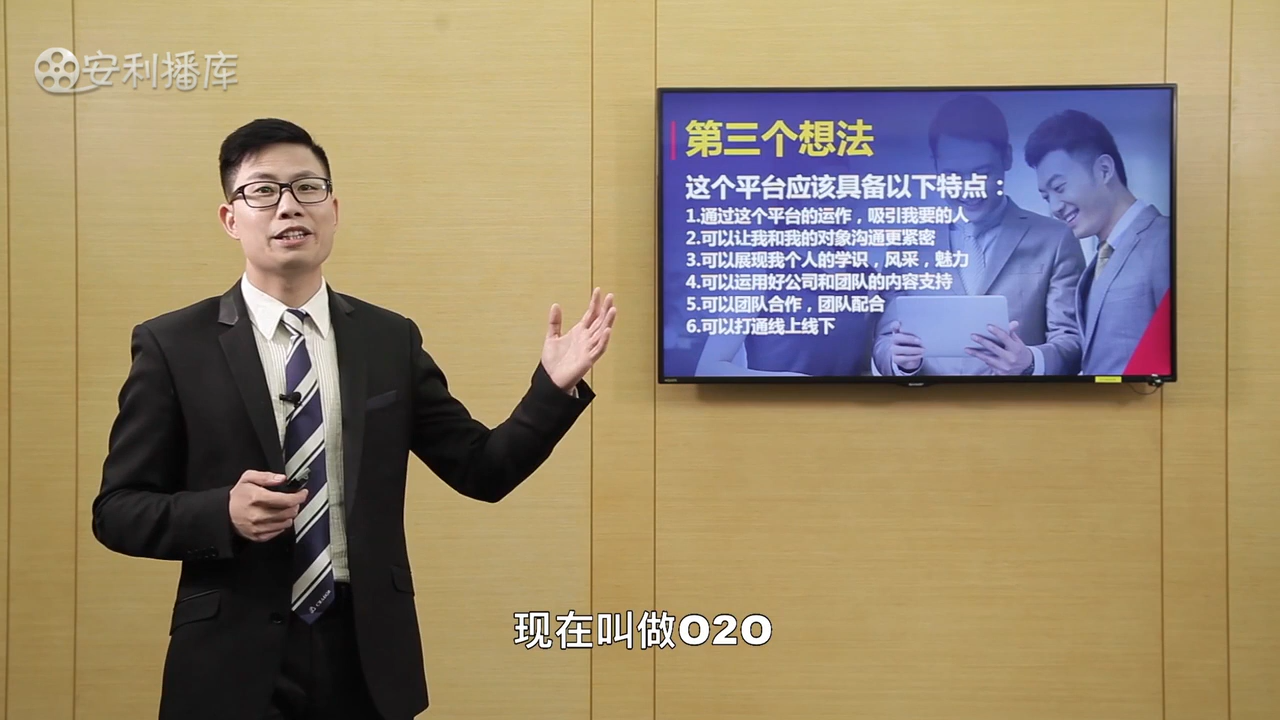 安利播库
第三个想法
这个平台应该具备以下特点：
1.通过这个平台的运作，吸引我要的人
2.可以让我和我的对象沟通更紧密
3.可以展现我个人的学识，风采，魅力
4.可以运用好公司和团队的内容支持
5.可以团队合作，团队配合
6.可以打通线上线下
现在叫做O2O